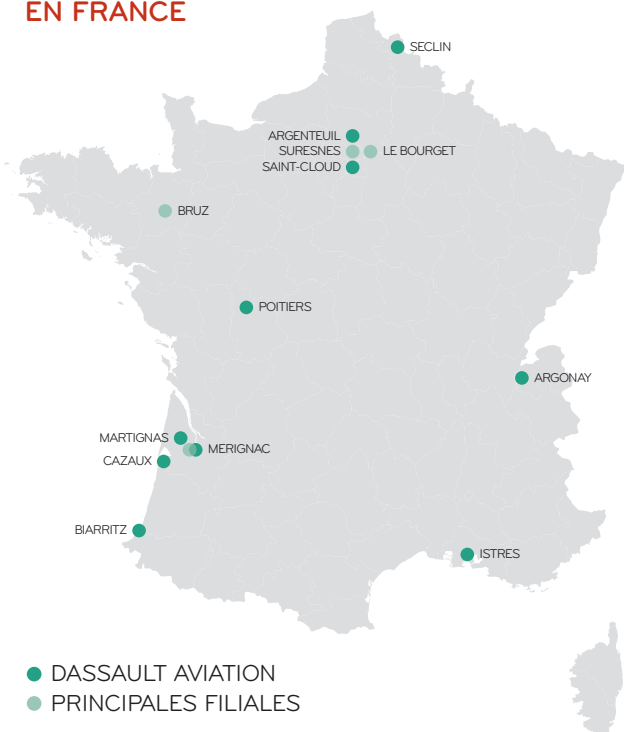 EN FRANCE
SECLIN
ARGENTEUIL
SURESNES
LE BOURGET
SAINT-CLOUD
BRUZ
POITIERS
ARGONAY
MARTIGNAS
MERIGNAC
CAZAUX
BIARRITZ
ISTRES
DASSAULT AVIATION
PRINCIPALES FILIALES